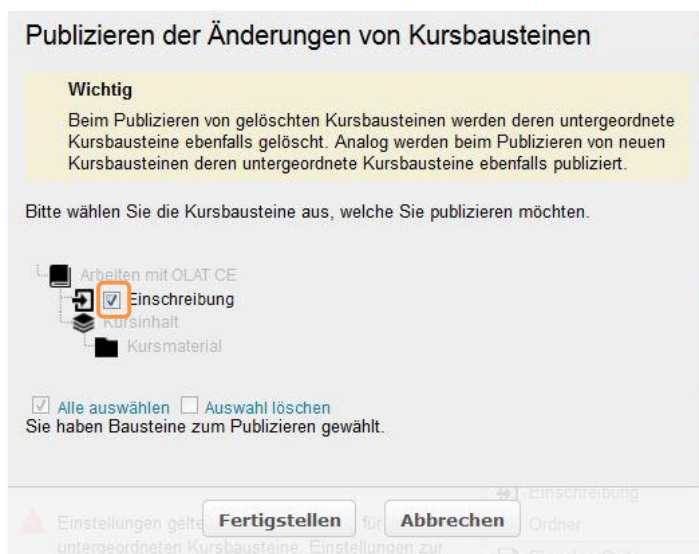 Publizieren der Änderungen von Kursbausteinen
Wichtig
Beim Publizieren von gelöschten Kursbausteinen werden deren untergeordnete
Kursbausteine ebenfalls gelöscht. Analog werden beim Publizieren von neuen
Kursbausteinen deren untergeordnete Kursbausteine ebenfalls publiziert.
Bitte wählen Sie die Kursbausteine aus, welche Sie publizieren möchten.
Arbeiten mit OLAT CE
Einschreibung
Kursinhalt
Kursmaterial
Alle auswählen Auswahl löschen
Sie haben Bausteine zum Publizieren gewählt.
Einschreibung
Einstellungen gelte Fertigstellen für Abbrechen Ordner
untergeordneten Kursbausteine. Einstellungen zur